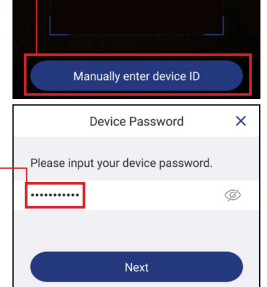 Manually enter device ID
Device Password
Please input your device password.
•••••••••••
Next